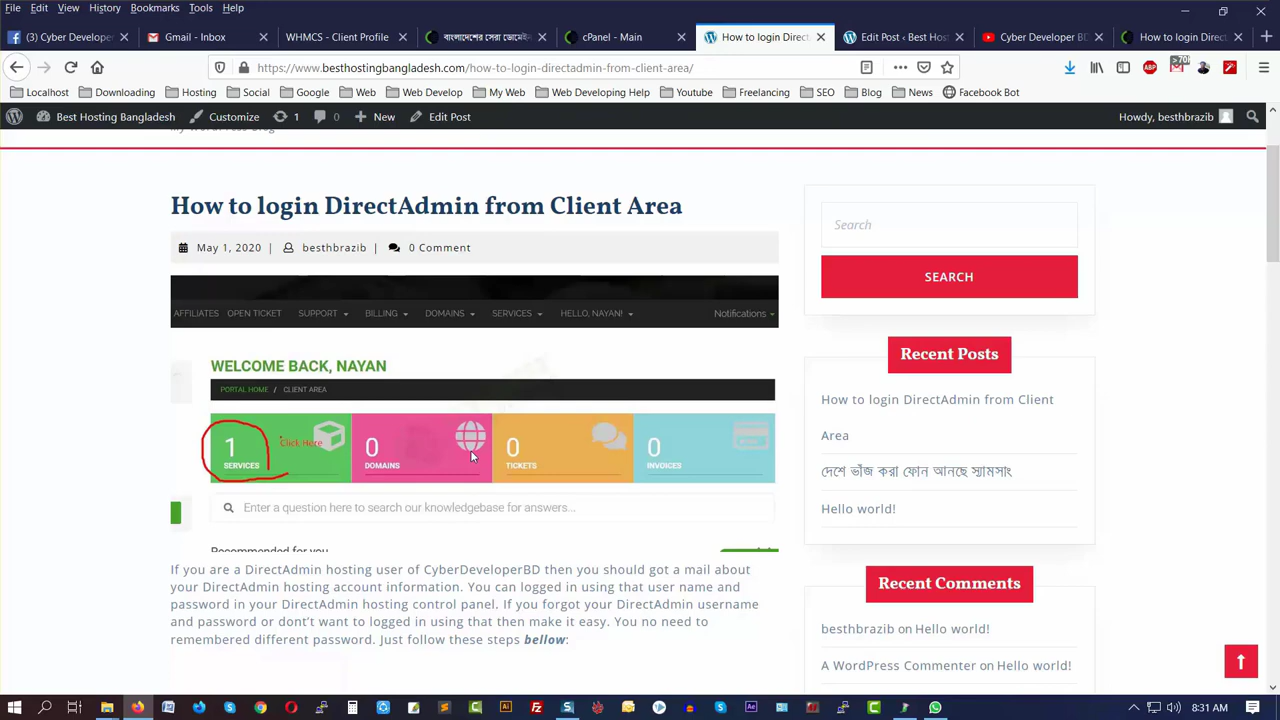 File Edit View History Bookmarks Tools Help
(3) Cyber Develope
Gmail - Inbox
WHMCS - Client Profile
বাংলাদেশের সেরা ডোমেইন
cPanel - Main
How to login Direct
Edit Post ‹ Best Hos
Cyber Developer BD
How to login Direct
https://www.besthostingbangladesh.com/how-to-login-directadmin-from-client-area/
>70
ABP
Localhost Downloading Hosting Social Google Web Web Develop My Web Web Developing Help Youtube Freelancing SEO Blog News Facebook Bot
Best Hosting Bangladesh Customize 1 0 New Edit Post Howdy, besthbrazib
My WordPress Blog
How to login DirectAdmin from Client Area
May 1, 2020 | besthbrazib | 0 Comment
AFFILIATES OPEN TICKET SUPPORT BILLING DOMAINS SERVICES HELLO, NAYAN! Notifications
WELCOME BACK, NAYAN
PORTAL HOME / CLIENT AREA
1 SERVICES
Click Here
0 DOMAINS
0 TICKETS
0 INVOICES
Enter a question here to search our knowledgebase for answers...
Recommended for you
If you are a DirectAdmin hosting user of CyberDeveloperBD then you should got a mail about
your DirectAdmin hosting account information. You can logged in using that user name and
password in your DirectAdmin hosting control panel. If you forgot your DirectAdmin username
and password or don't want to logged in using that then make it easy. You no need to
remembered different password. Just follow these steps bellow:
Search
SEARCH
Recent Posts
How to login DirectAdmin from Client
Area
দেশে ভাঁজ করা ফোন আনছে স্যামসাং
Hello world!
Recent Comments
besthbrazib on Hello world!
A WordPress Commenter on Hello world!
8:31 AM